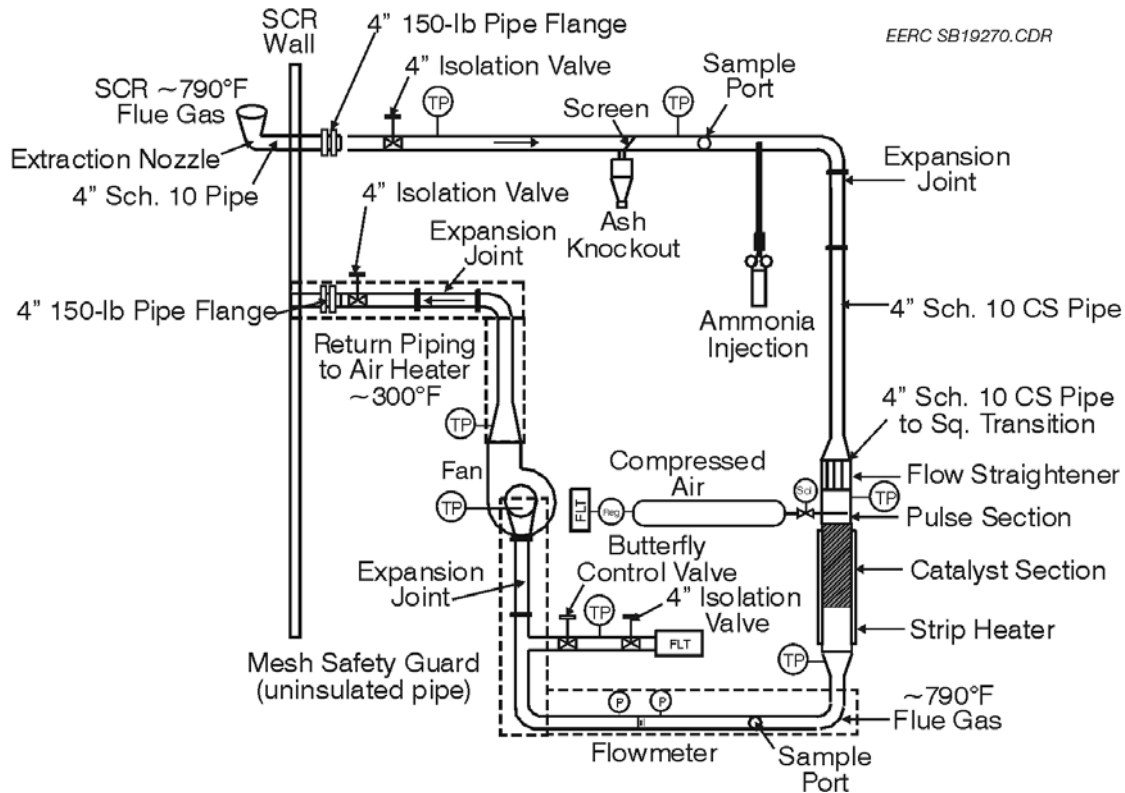 SCR
Wall
4” 150-lb Pipe Flange
EERC SB19270.CDR
4” Isolation Valve
Sample
Port
SCR ~790°F
Flue Gas
TP
Screen
TP
Extraction Nozzle
4” Sch. 10 Pipe
Expansion
Joint
4” Isolation Valve
Ash
Knockout
Expansion
Joint
4” 150-lb Pipe Flange
Ammonia
Injection
4” Sch. 10 CS Pipe
Return Piping
to Air Heater
~300°F
4” Sch. 10 CS Pipe
to Sq. Transition
TP
Fan
Compressed
Air
Flow Straightener
TP
FLT
Reg
Sol
TP
Pulse Section
Butterfly
Control Valve
Expansion
Joint
TP
4” Isolation
Valve
Catalyst Section
FLT
Strip Heater
Mesh Safety Guard
(uninsulated pipe)
TP
P
P
~790°F
Flue Gas
Flowmeter
Sample
Port